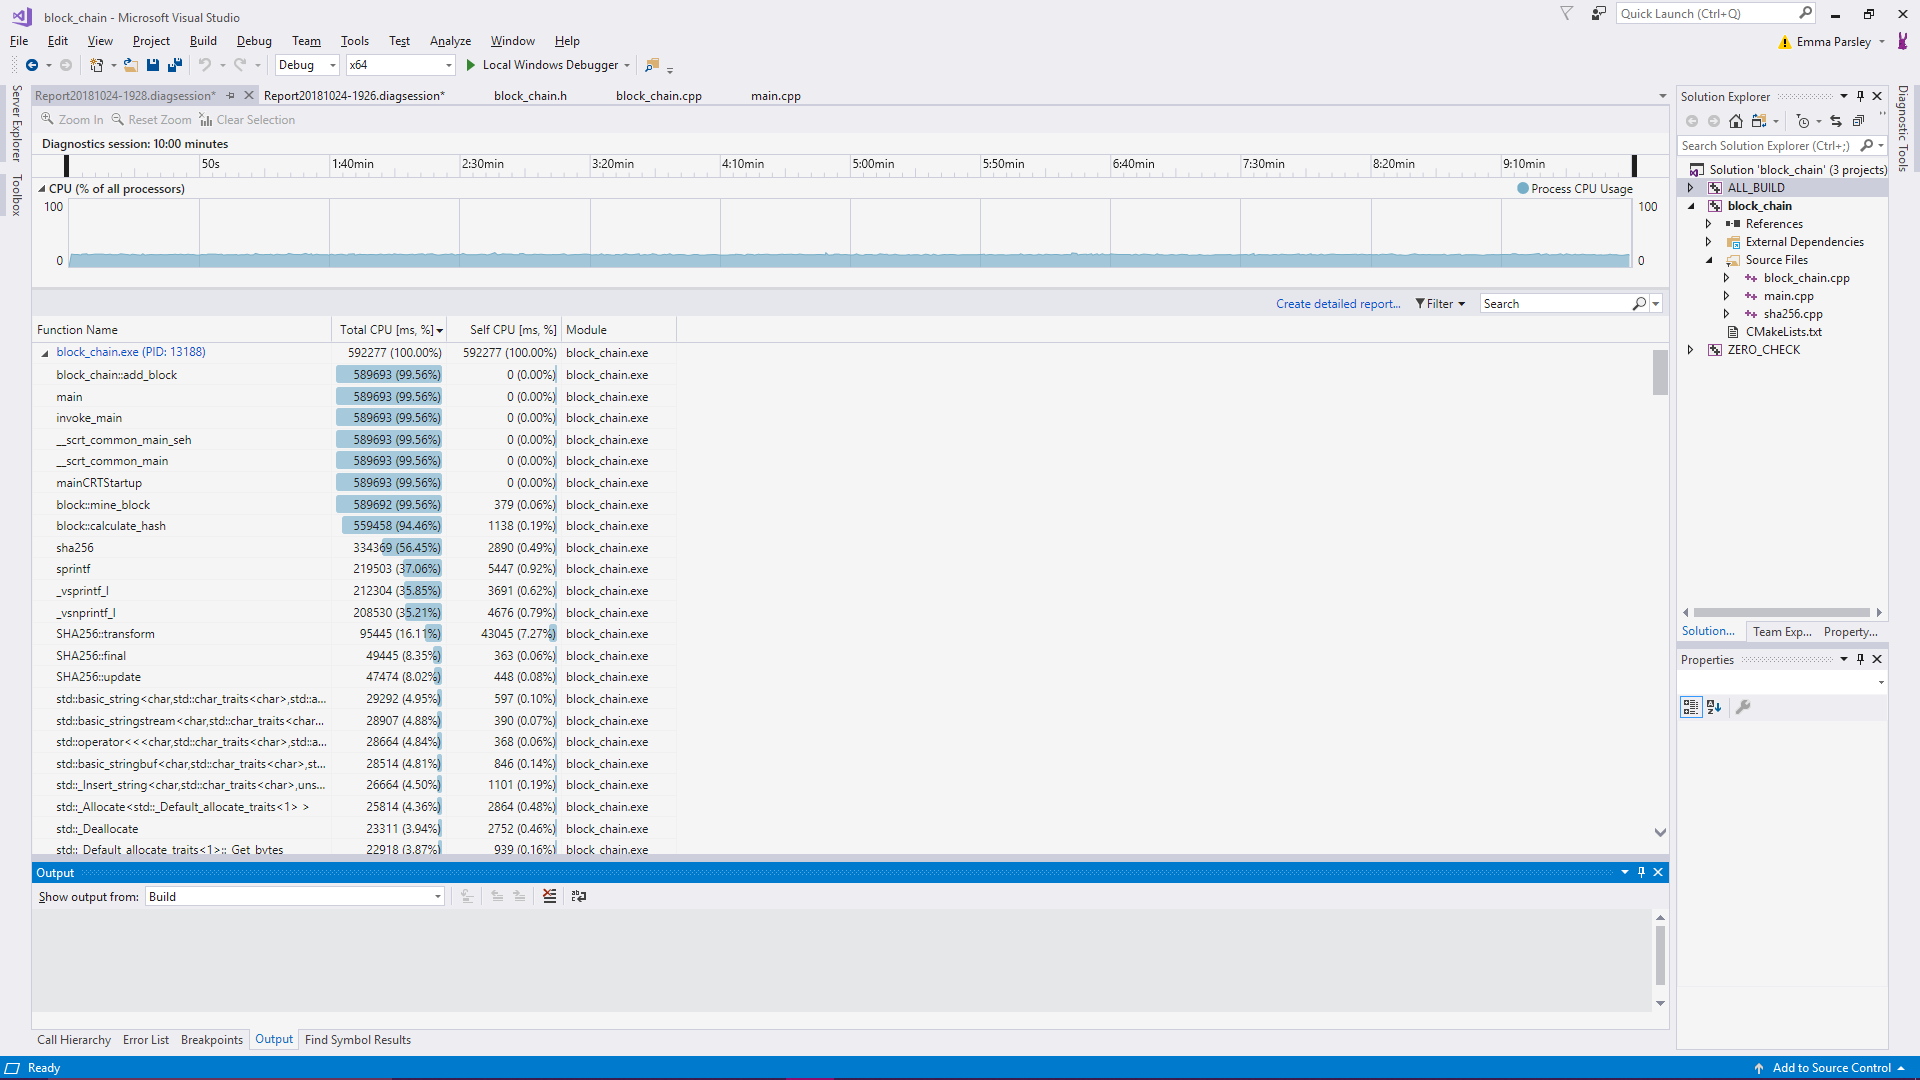 block_chain - Microsoft Visual Studio
Quick Launch (Ctrl+Q)
File Edit View Project Build Debug Team Tools Test Analyze Window Help
Emma Parsley
Debug x64 Local Windows Debugger
Server Explorer
Toolbox
Report20181024-1928.diagsession* Report20181024-1926.diagsession* block_chain.h block_chain.cpp main.cpp
Zoom In Reset Zoom Clear Selection
Diagnostics session: 10:00 minutes
50s 1:40min 2:30min 3:20min 4:10min 5:00min 5:50min 6:40min 7:30min 8:20min 9:10min
CPU (% of all processors) Process CPU Usage
100 100
0 0
Create detailed report... Filter Search
Function Name Total CPU [ms, %] Self CPU [ms, %] Module
block_chain.exe (PID: 13188) 592277 (100.00%) 592277 (100.00%) block_chain.exe
block_chain::add_block 589693 (99.56%) 0 (0.00%) block_chain.exe
main 589693 (99.56%) 0 (0.00%) block_chain.exe
invoke_main 589693 (99.56%) 0 (0.00%) block_chain.exe
__scrt_common_main_seh 589693 (99.56%) 0 (0.00%) block_chain.exe
__scrt_common_main 589693 (99.56%) 0 (0.00%) block_chain.exe
mainCRTStartup 589693 (99.56%) 0 (0.00%) block_chain.exe
block::mine_block 589692 (99.56%) 379 (0.06%) block_chain.exe
block::calculate_hash 559458 (94.46%) 1138 (0.19%) block_chain.exe
sha256 334369 (56.45%) 2890 (0.49%) block_chain.exe
sprintf 219503 (37.06%) 5447 (0.92%) block_chain.exe
_vsprintf_l 212304 (35.85%) 3691 (0.62%) block_chain.exe
_vsnprintf_l 208530 (35.21%) 4676 (0.79%) block_chain.exe
SHA256::transform 95445 (16.11%) 43045 (7.27%) block_chain.exe
SHA256::final 49445 (8.35%) 363 (0.06%) block_chain.exe
SHA256::update 47474 (8.02%) 448 (0.08%) block_chain.exe
std::basic_string<char,std::char_traits<char>,std::a... 29292 (4.95%) 597 (0.10%) block_chain.exe
std::basic_stringstream<char,std::char_traits<char... 28907 (4.88%) 390 (0.07%) block_chain.exe
std::operator<<<char,std::char_traits<char>,std::a... 28664 (4.84%) 368 (0.06%) block_chain.exe
std::basic_stringbuf<char,std::char_traits<char>,st... 28514 (4.81%) 846 (0.14%) block_chain.exe
std::_Insert_string<char,std::char_traits<char>,uns... 26664 (4.50%) 1101 (0.19%) block_chain.exe
std::_Allocate<std::_Default_allocate_traits<1> > 25814 (4.36%) 2864 (0.48%) block_chain.exe
std::_Deallocate 23311 (3.94%) 2752 (0.46%) block_chain.exe
std::_Default_allocate_traits<1>::_Get_bytes 22918 (3.87%) 939 (0.16%) block_chain.exe
Output
Show output from: Build
Call Hierarchy Error List Breakpoints Output Find Symbol Results
Solution Explorer
Search Solution Explorer (Ctrl+;)
Solution 'block_chain' (3 projects)
ALL_BUILD
block_chain
References
External Dependencies
Source Files
block_chain.cpp
main.cpp
sha256.cpp
CMakeLists.txt
ZERO_CHECK
Solution... Team Exp... Property...
Properties
Diagnostic Tools
Ready Add to Source Control